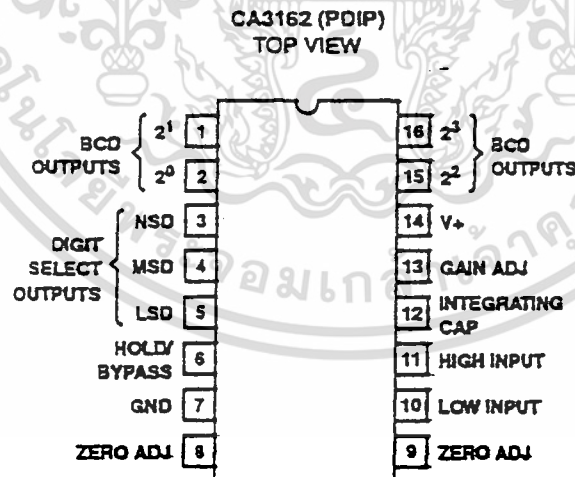 CA3162 (PDIP)
TOP VIEW
BCD
OUTPUTS
2¹ 1
2⁰ 2
DIGIT
SELECT
OUTPUTS
NSD 3
MSD 4
LSD 5
HOLD/
BYPASS
6
GND 7
ZERO ADJ 8
16 2³
15 2²
BCD
OUTPUTS
14 V+
13 GAIN ADJ
12 INTEGRATING
CAP
11 HIGH INPUT
10 LOW INPUT
9 ZERO ADJ